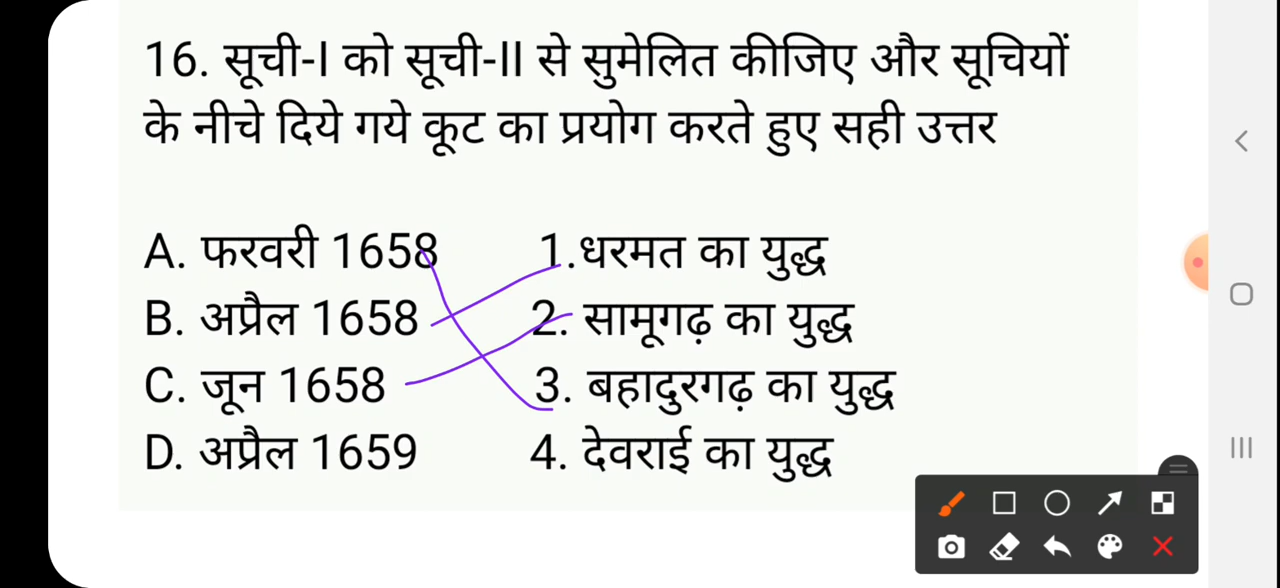 16. सूची-I को सूची-II से सुमेलित कीजिए और सूचियों
के नीचे दिये गये कूट का प्रयोग करते हुए सही उत्तर
A. फरवरी 1658 1.धरमत का युद्ध
B. अप्रैल 1658 2. सामूगढ़ का युद्ध
C. जून 1658 3. बहादुरगढ़ का युद्ध
D. अप्रैल 1659 4. देवराई का युद्ध